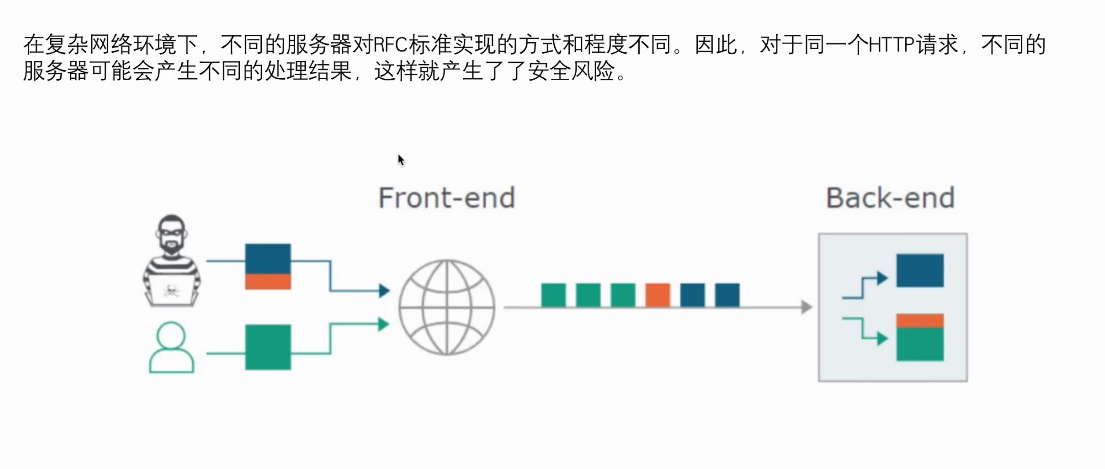 在复杂网络环境下，不同的服务器对RFC标准实现的方式和程度不同。因此，对于同一个HTTP请求，不同的
服务器可能会产生不同的处理结果，这样就产生了了安全风险。
Front-end
Back-end